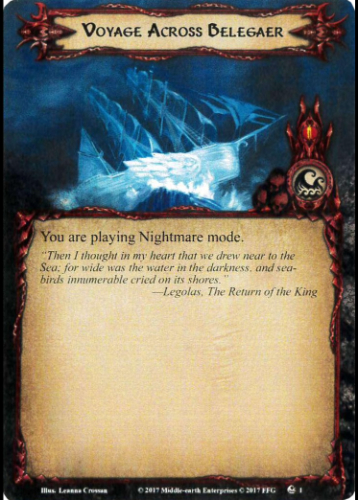 Voyage Across Belegaer
You are playing Nightmare mode.
“Then I thought in my heart that we drew near to the
Sea; for wide was the water in the darkness, and sea-
birds innumerable cried on its shores.”
—Legolas, The Return of the King
Illus. Leanna Crossan
© 2017 Middle-earth Enterprises © 2017 FFG
1